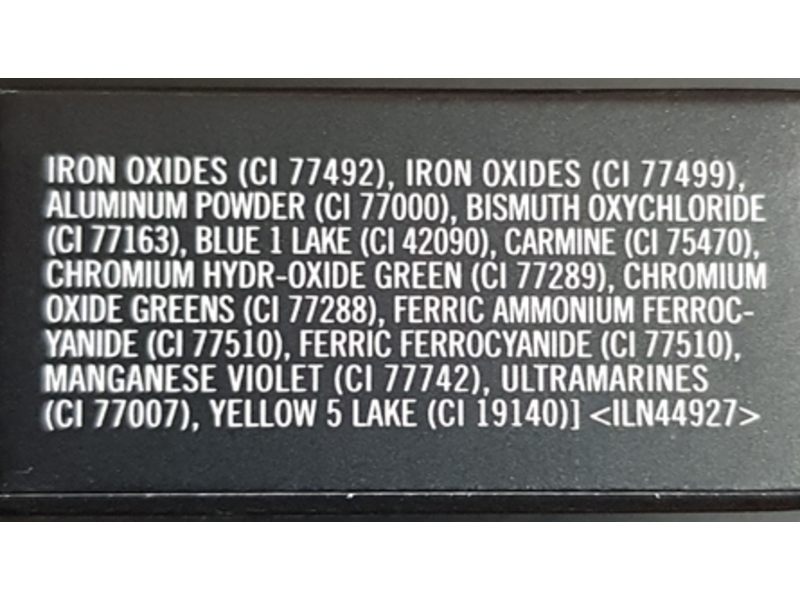 IRON OXIDES (CI 77492), IRON OXIDES (CI 77499),
ALUMINUM POWDER (CI 77000), BISMUTH OXYCHLORIDE
(CI 77163), BLUE 1 LAKE (CI 42090), CARMINE (CI 75470),
CHROMIUM HYDR-OXIDE GREEN (CI 77289), CHROMIUM
OXIDE GREENS (CI 77288), FERRIC AMMONIUM FERROC-
YANIDE (CI 77510), FERRIC FERROCYANIDE (CI 77510),
MANGANESE VIOLET (CI 77742), ULTRAMARINES
(CI 77007), YELLOW 5 LAKE (CI 19140)] <ILN44927>